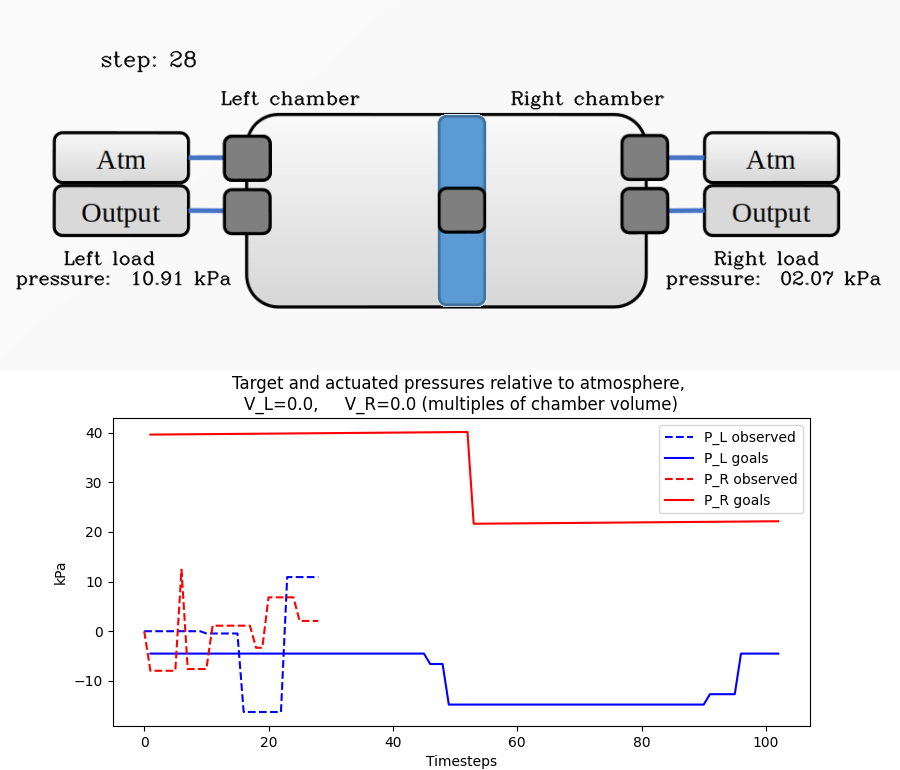 step: 28
Left chamber
Right chamber
Atm
Atm
Output
Output
Left load
pressure: 10.91 kPa
Right load
pressure: 02.07 kPa
Target and actuated pressures relative to atmosphere,
V_L=0.0, V_R=0.0 (multiples of chamber volume)
40
30
20
10
0
−10
kPa
P_L observed
P_L goals
P_R observed
P_R goals
0 20 40 60 80 100
Timesteps